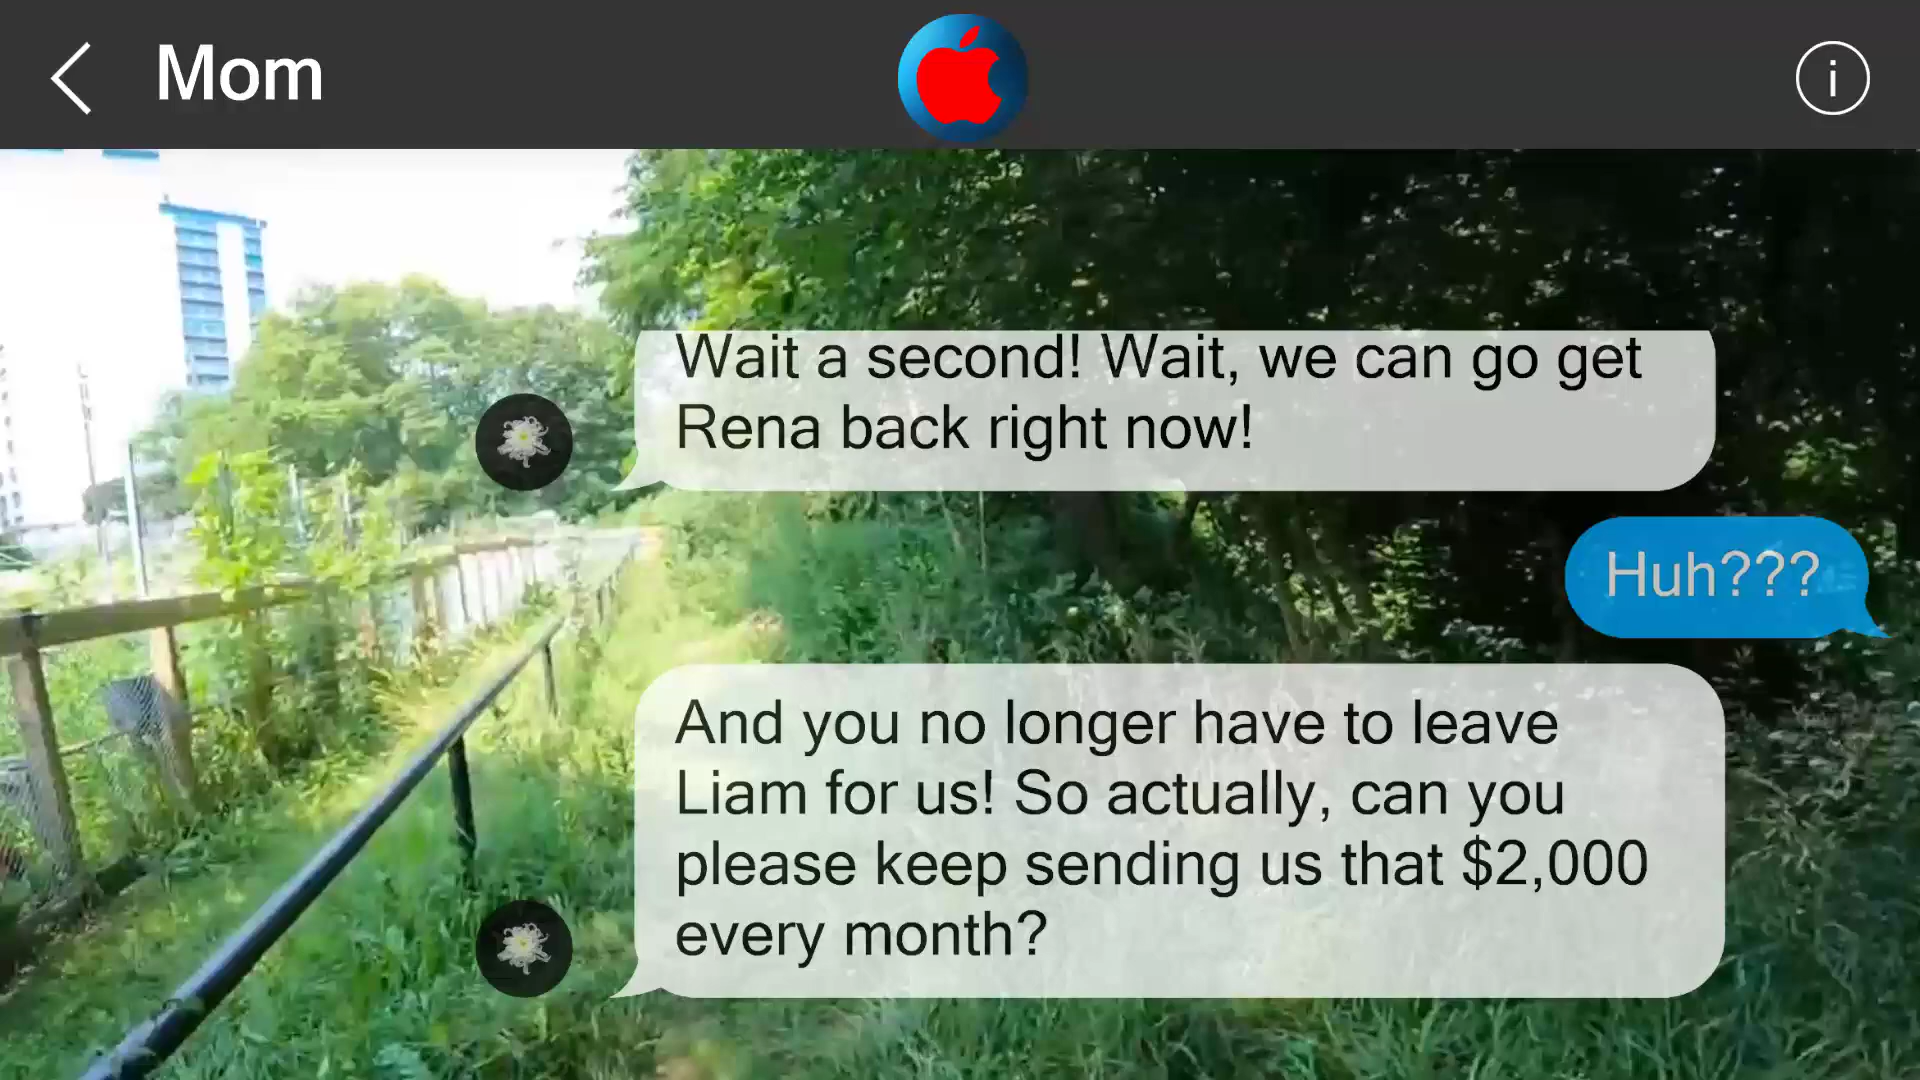 Mom
i
Wait a second! Wait, we can go get
Rena back right now!
Huh???
And you no longer have to leave
Liam for us! So actually, can you
please keep sending us that $2,000
every month?